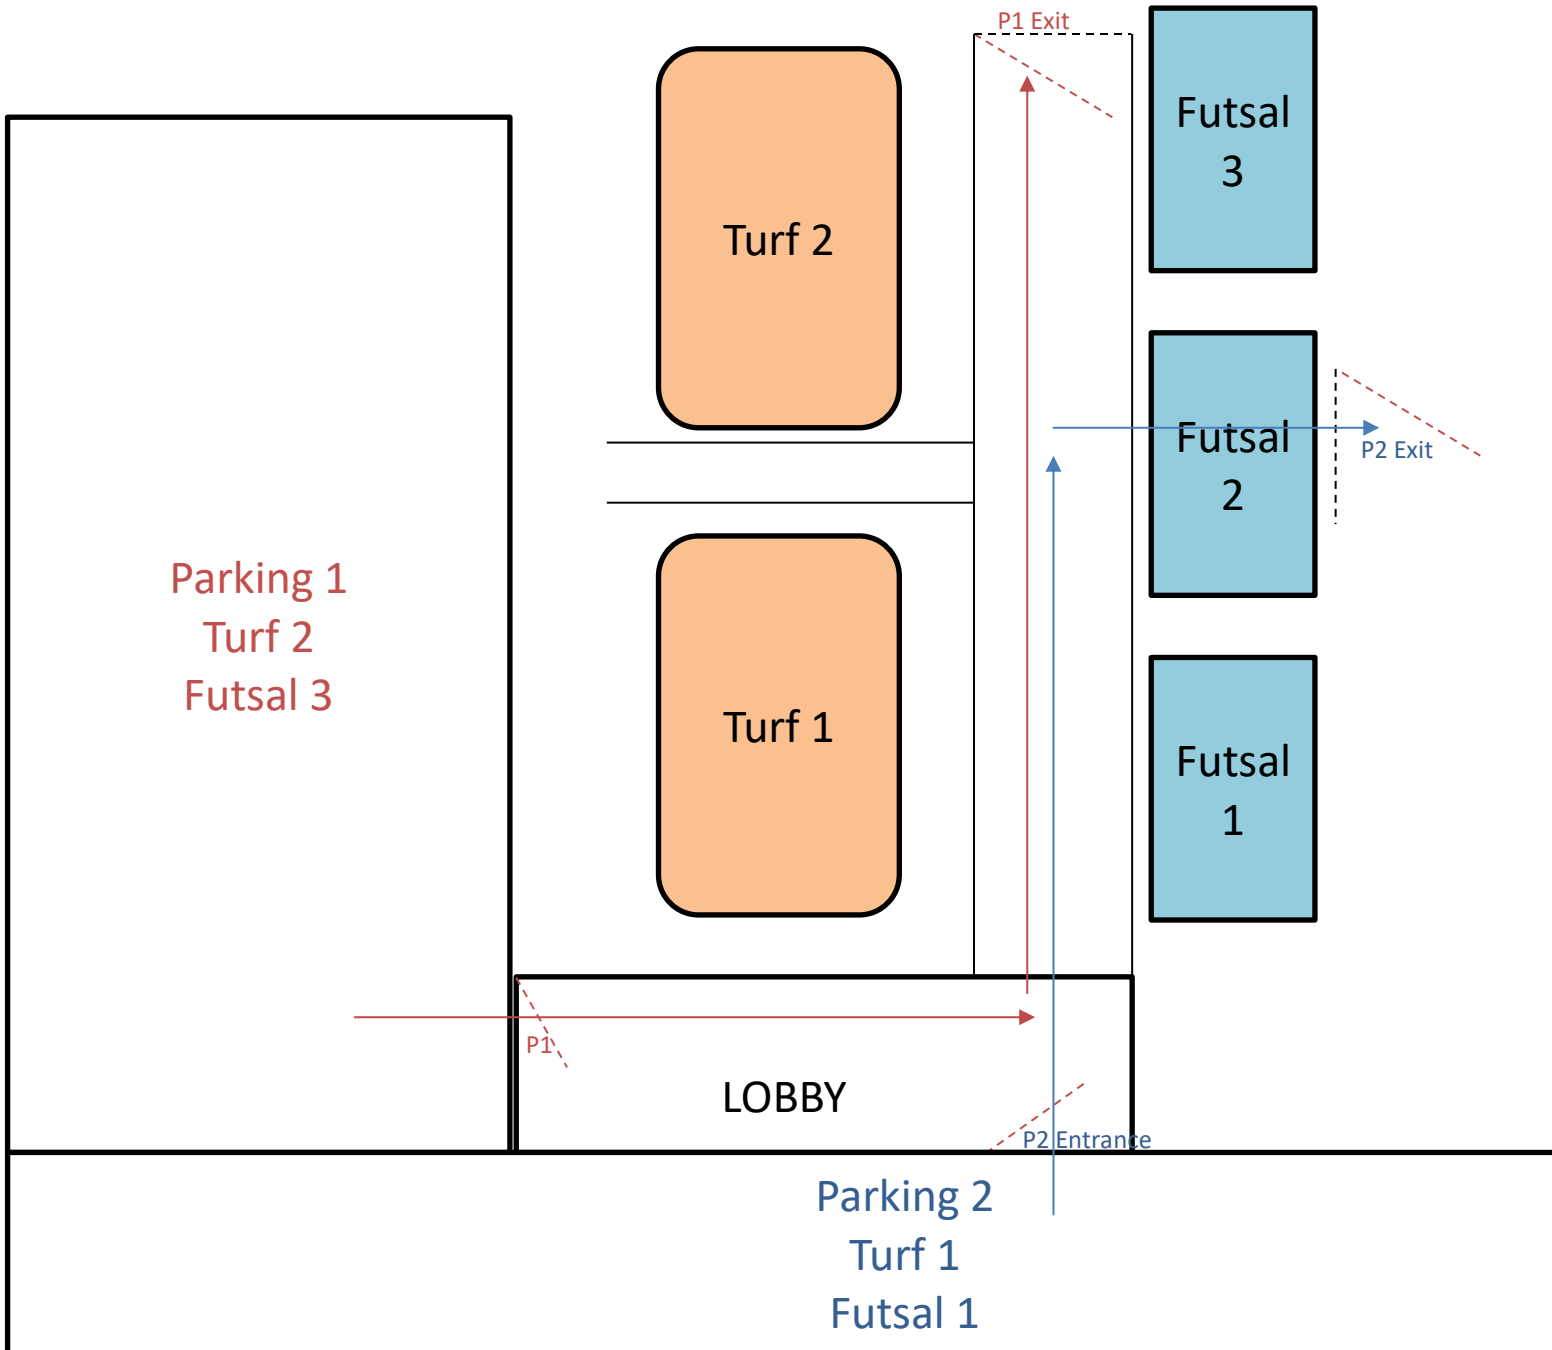 P1 Exit
Futsal
3
Turf 2
Futsal
2
P2 Exit
Parking 1
Turf 2
Futsal 3
Turf 1
Futsal
1
P1
LOBBY
P2 Entrance
Parking 2
Turf 1
Futsal 1